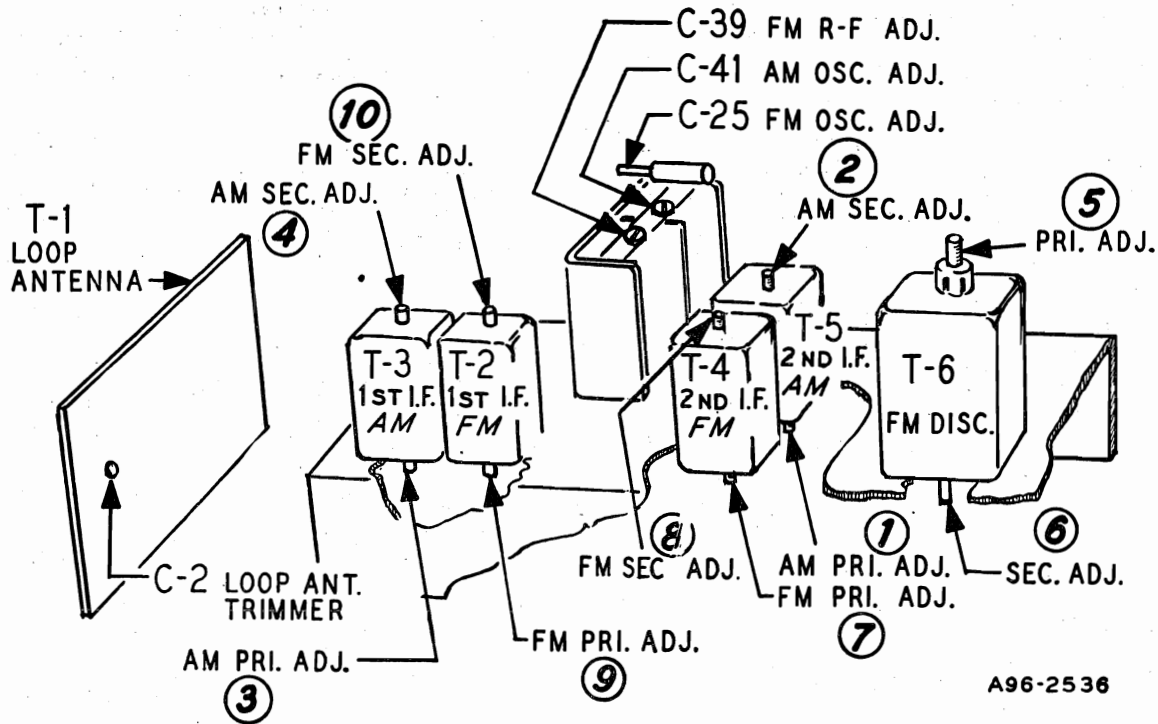 C-39 FM R-F ADJ.
C-41 AM OSC. ADJ.
C-25 FM OSC. ADJ.
10
FM SEC. ADJ.
2
AM SEC. ADJ.
AM SEC. ADJ.
4
5
PRI. ADJ.
T-1
LOOP
ANTENNA
T-3
1ST I.F.
AM
T-2
1ST I.F.
FM
T-4
2ND I.F.
FM
T-5
2ND I.F.
AM
T-6
FM DISC.
C-2 LOOP ANT.
TRIMMER
8
FM SEC ADJ.
1
AM PRI. ADJ.
FM PRI. ADJ.
7
6
SEC. ADJ.
AM PRI. ADJ.
3
FM PRI. ADJ.
9
A96-2536